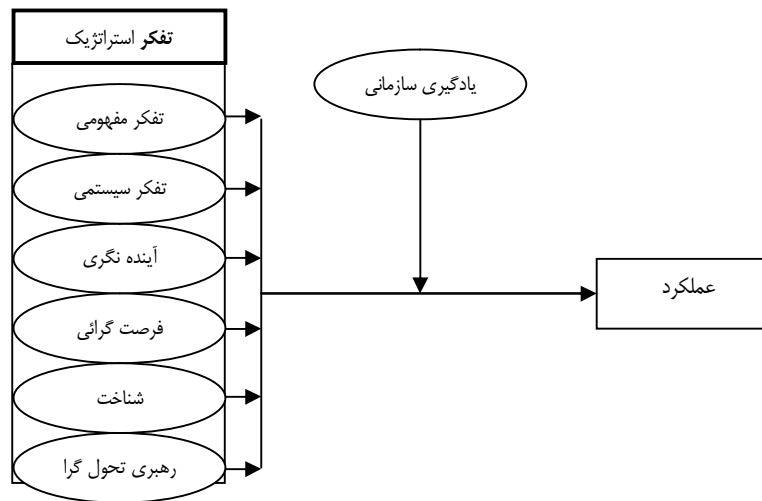 تفکر استراتژیک
یادگیری سازمانی
تفکر مفهومی
تفکر سیستمی
آینده نگری
عملکرد
فرصت گرائی
شناخت
رهبری تحول گرا